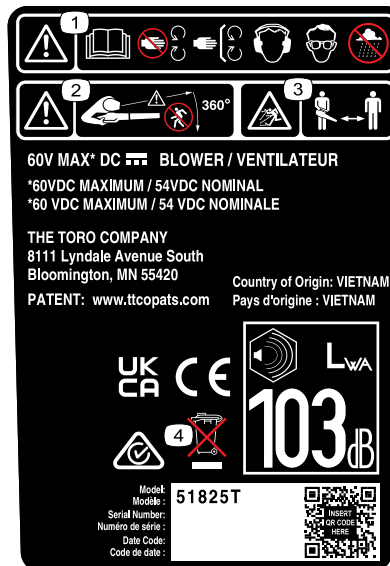 1
2
360°
3
60V MAX* DC BLOWER / VENTILATEUR
*60VDC MAXIMUM / 54VDC NOMINAL
*60 VDC MAXIMUM / 54 VDC NOMINALE
THE TORO COMPANY
8111 Lyndale Avenue South
Bloomington, MN 55420
PATENT: www.ttcopats.com
Country of Origin: VIETNAM
Pays d'origine : VIETNAM
UK
CA
CE
LWA
103dB
4
Model:
Modèle :
51825T
Serial Number:
Numéro de série :
Date Code:
Code de date :
INSERT
QR CODE
HERE